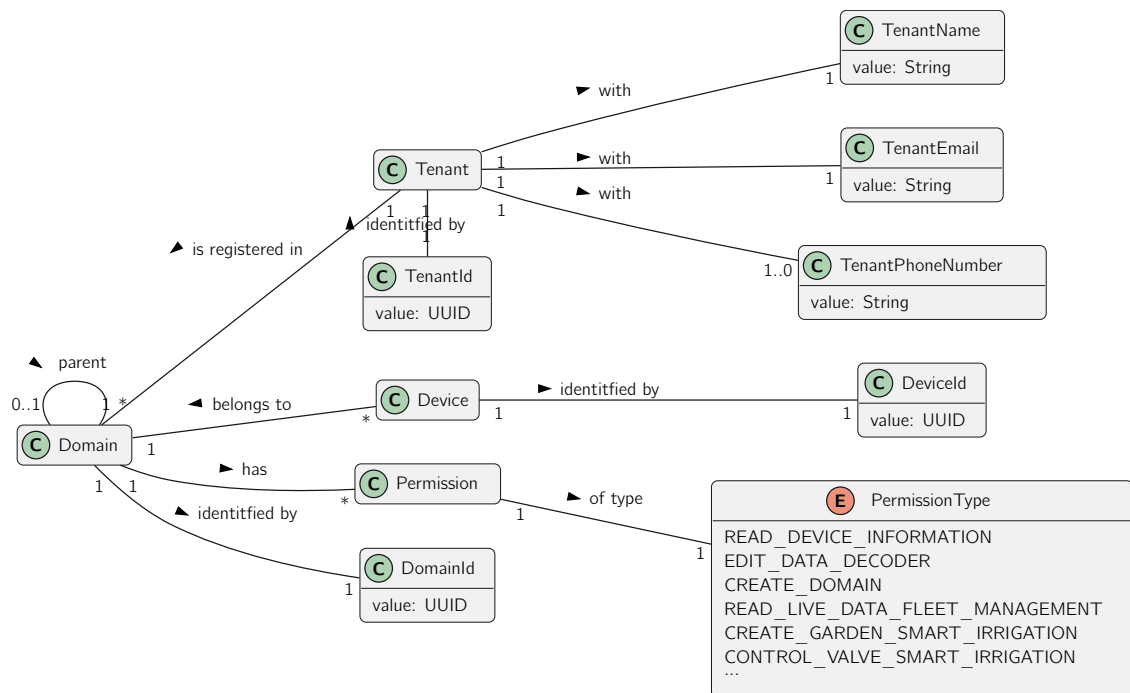 C TenantName
value: String
with
1
C Tenant
1
with
C TenantEmail
value: String
1
1
with
1
1
1
identitfied by
1
is registered in
C TenantPhoneNumber
1..0
value: String
C TenantId
value: UUID
parent
0..1
1
*
C Domain
belongs to
1
*
C Device
identitfied by
1
1
C DeviceId
value: UUID
has
1
*
C Permission
of type
1
1
identitfied by
1
1
C DomainId
value: UUID
E PermissionType
READ_DEVICE_INFORMATION
EDIT_DATA_DECODER
CREATE_DOMAIN
READ_LIVE_DATA_FLEET_MANAGEMENT
CREATE_GARDEN_SMART_IRRIGATION
CONTROL_VALVE_SMART_IRRIGATION
...